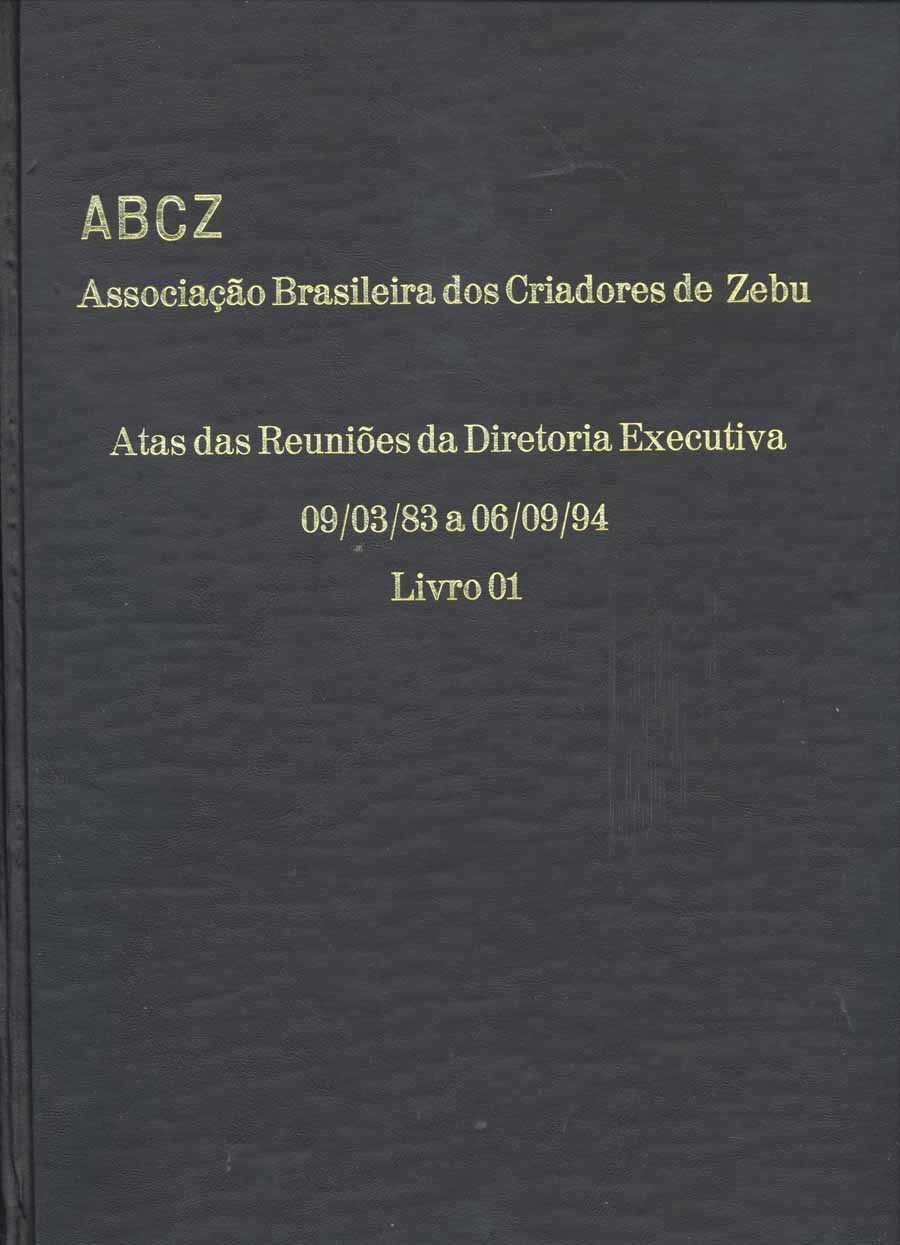 ABCZ
Associação Brasileira dos Criadores de Zebu
Atas das Reuniões da Diretoria Executiva
09/03/83 a 06/09/94
Livro 01